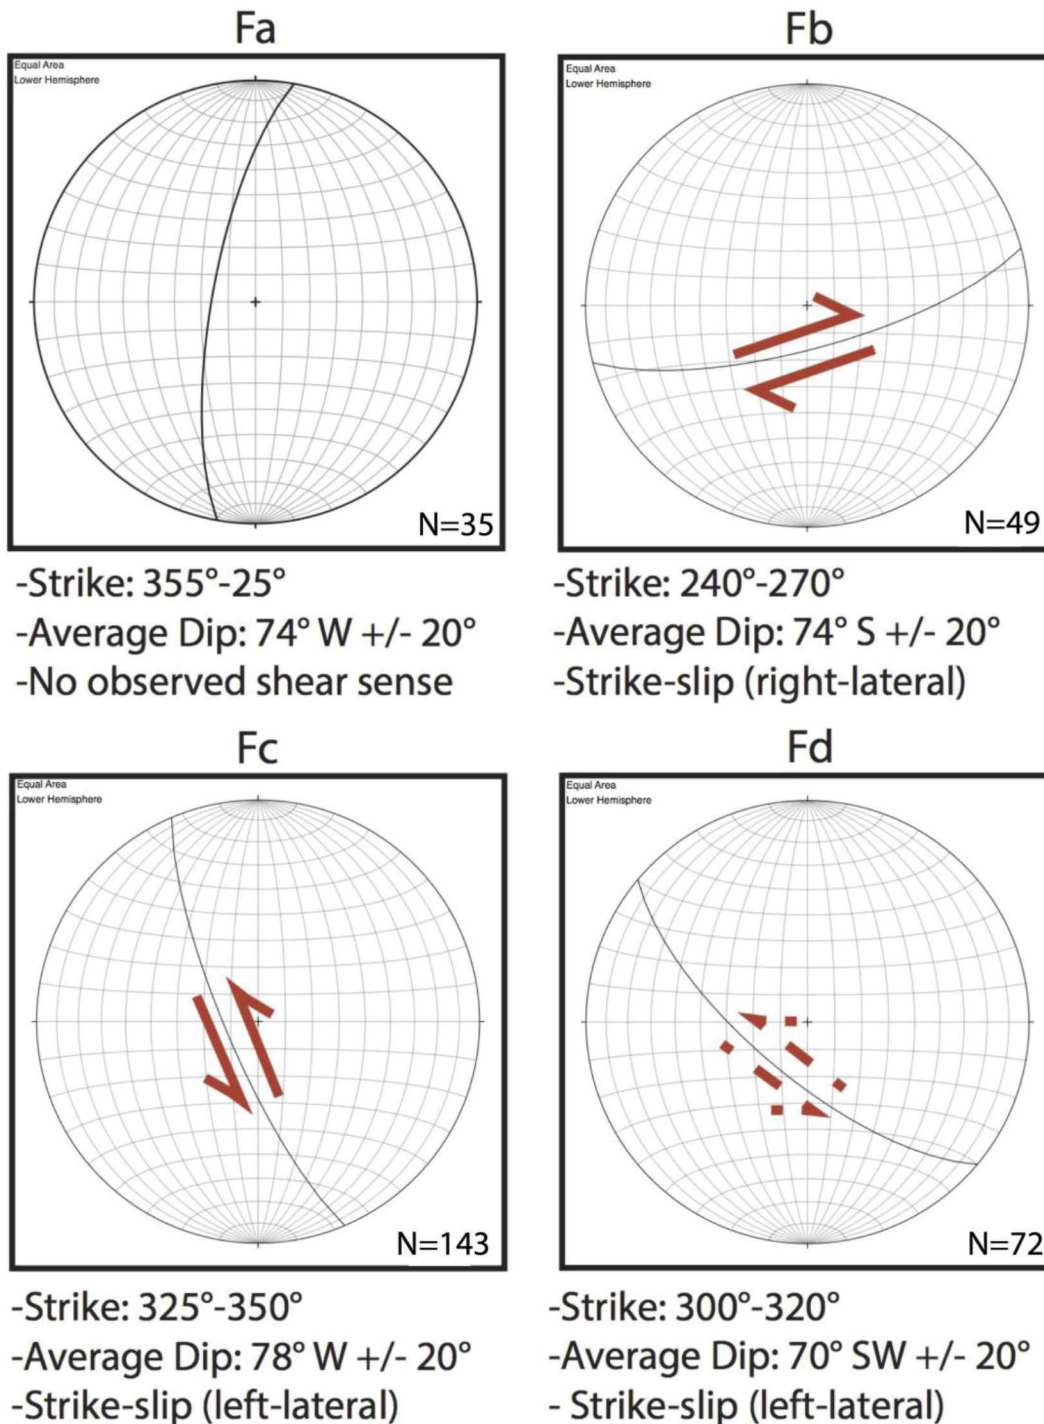 Fa
Equal Area
Lower Hemisphere
N=35
-Strike: 355°-25°
-Average Dip: 74° W +/- 20°
-No observed shear sense
Fb
Equal Area
Lower Hemisphere
N=49
-Strike: 240°-270°
-Average Dip: 74° S +/- 20°
-Strike-slip (right-lateral)
Fc
Equal Area
Lower Hemisphere
N=143
-Strike: 325°-350°
-Average Dip: 78° W +/- 20°
-Strike-slip (left-lateral)
Fd
Equal Area
Lower Hemisphere
N=72
-Strike: 300°-320°
-Average Dip: 70° SW +/- 20°
- Strike-slip (left-lateral)